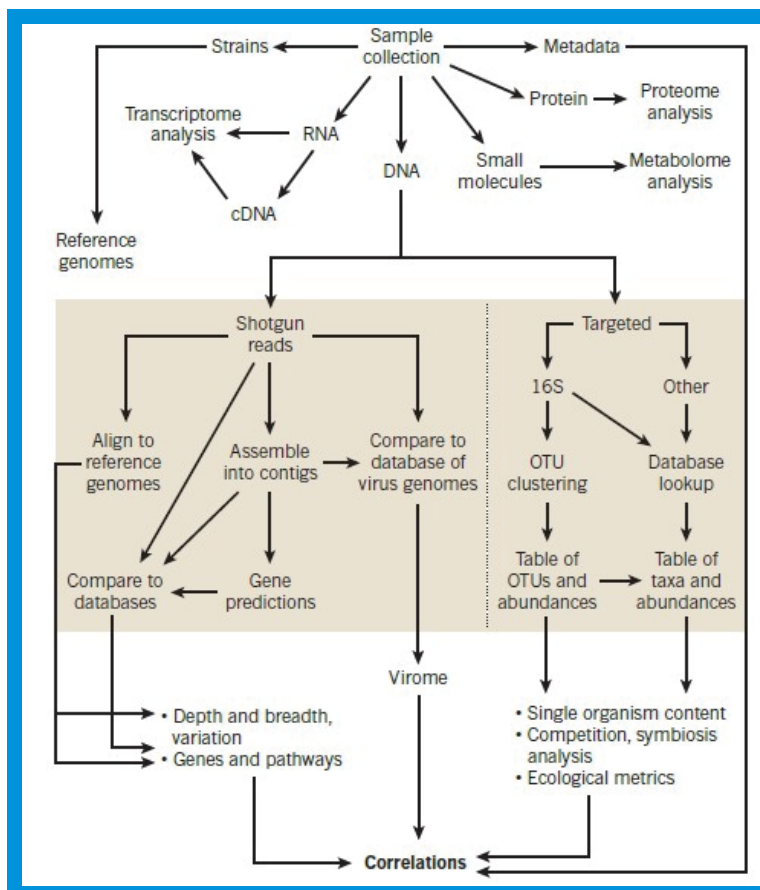 Strains
Sample
collection
Metadata
Transcriptome
analysis
RNA
cDNA
DNA
Protein
Proteome
analysis
Small
molecules
Metabolome
analysis
Reference
genomes
Shotgun
reads
Targeted
16S
Other
Align to
reference
genomes
Assemble
into contigs
Compare to
database of
virus genomes
OTU
clustering
Database
lookup
Compare to
databases
Gene
predictions
Table of
OTUs and
abundances
Table of
taxa and
abundances
Virome
• Depth and breadth,
variation
• Genes and pathways
• Single organism content
• Competition, symbiosis
analysis
• Ecological metrics
Correlations